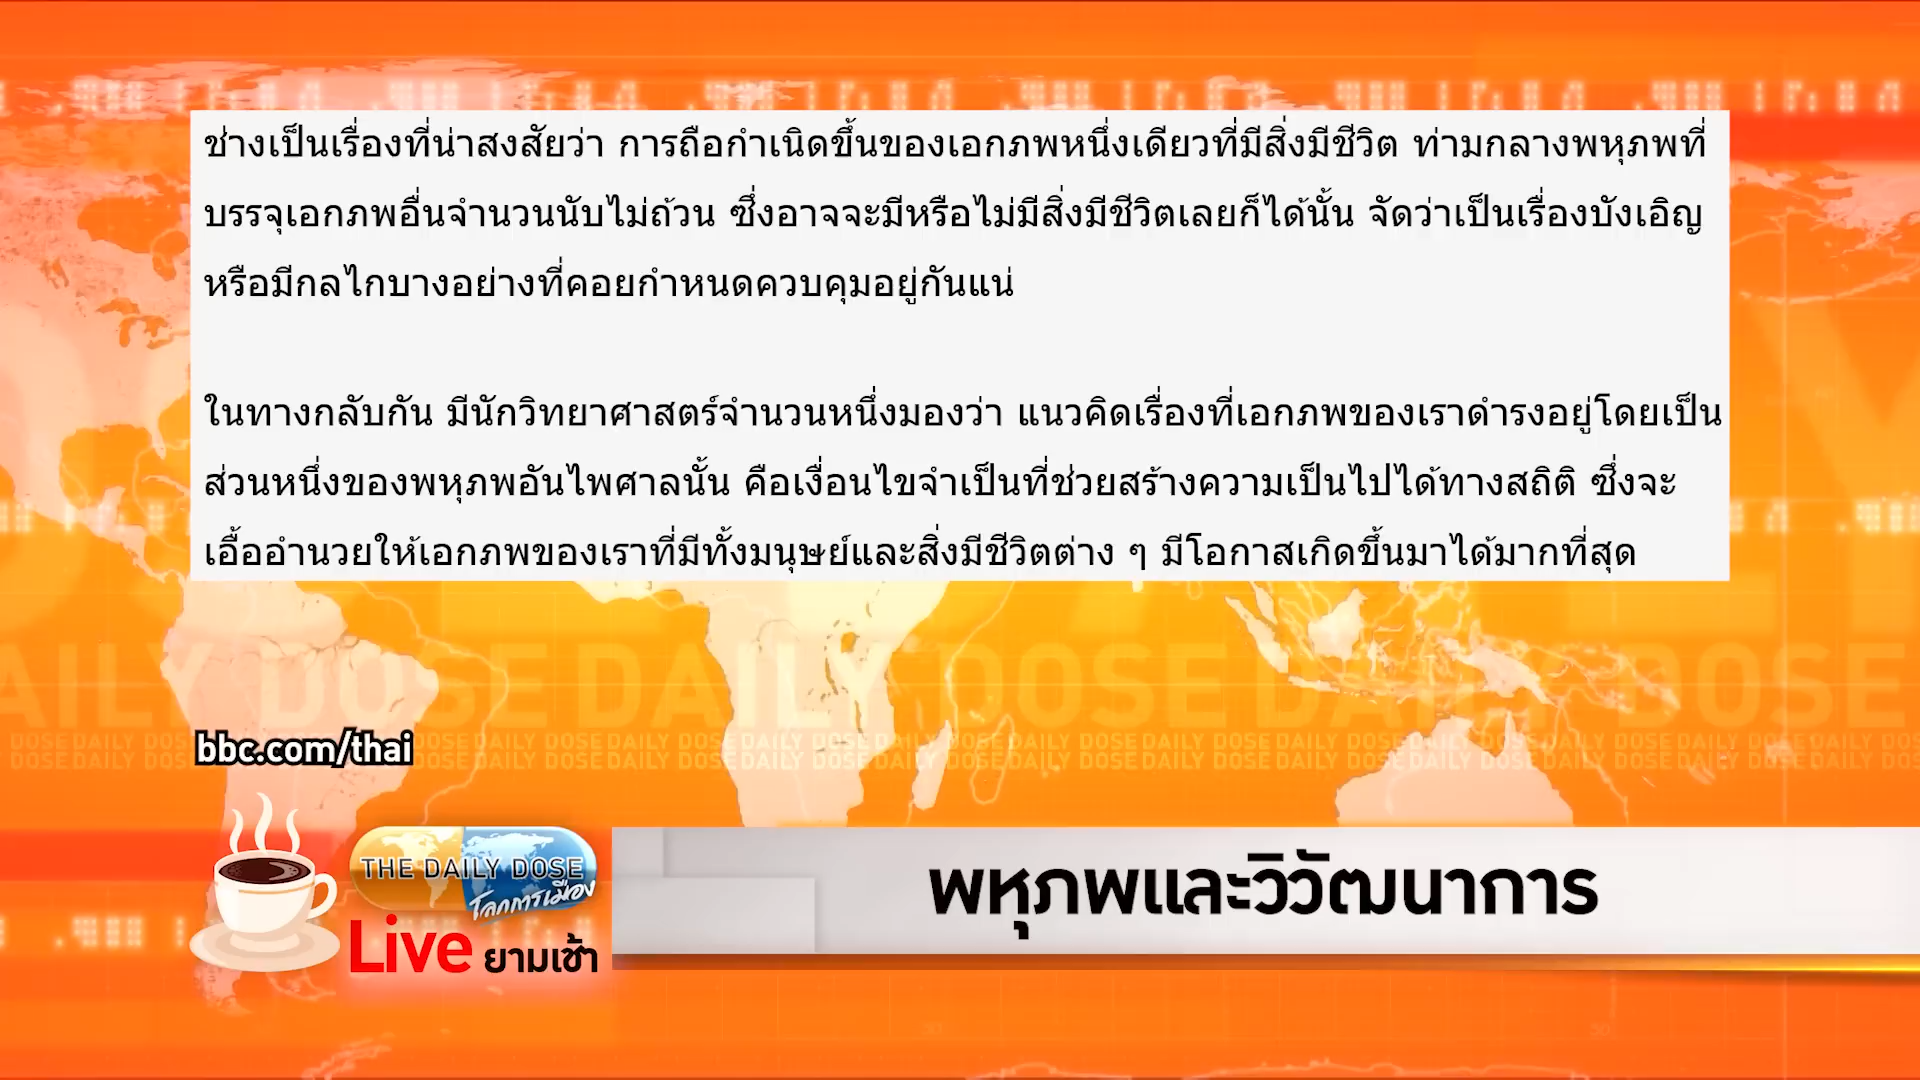 ช่างเป็นเรื่องที่น่าสงสัยว่า การถือกำเนิดขึ้นของเอกภพหนึ่งเดียวที่มีสิ่งมีชีวิต ท่ามกลางพหุภพที่
บรรจุเอกภพอื่นจำนวนนับไม่ถ้วน ซึ่งอาจจะมีหรือไม่มีสิ่งมีชีวิตเลยก็ได้นั้น จัดว่าเป็นเรื่องบังเอิญ
หรือมีกลไกบางอย่างที่คอยกำหนดควบคุมอยู่กันแน่
ในทางกลับกัน มีนักวิทยาศาสตร์จำนวนหนึ่งมองว่า แนวคิดเรื่องที่เอกภพของเราดำรงอยู่โดยเป็น
ส่วนหนึ่งของพหุภพอันไพศาลนั้น คือเงื่อนไขจำเป็นที่ช่วยสร้างความเป็นไปได้ทางสถิติ ซึ่งจะ
เอื้ออำนวยให้เอกภพของเราที่มีทั้งมนุษย์และสิ่งมีชีวิตต่าง ๆ มีโอกาสเกิดขึ้นมาได้มากที่สุด
DAILY DOSE DAILY DOSE DAILY DOSE
bbc.com/thai
THE DAILY DOSE
โลกการเมือง
Live ยามเช้า
พหุภพและวิวัฒนาการ